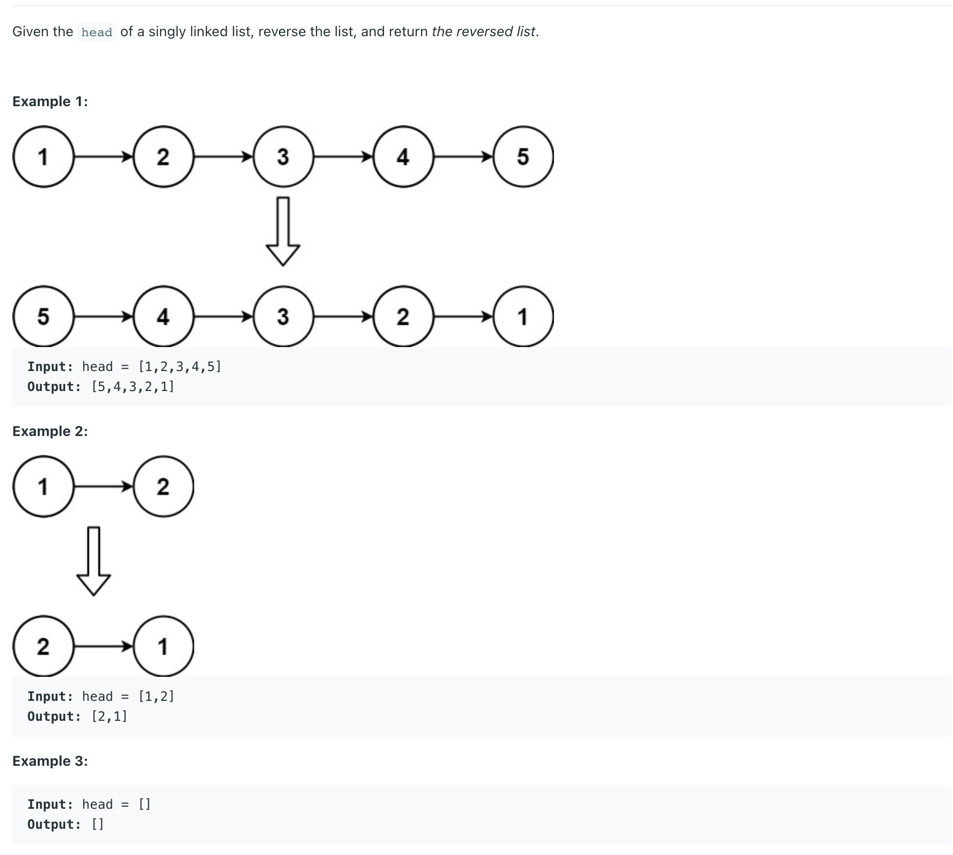 Given the head of a singly linked list, reverse the list, and return the reversed list.
Example 1:
1 2 3 4 5
5 4 3 2 1
Input: head = [1,2,3,4,5]
Output: [5,4,3,2,1]
Example 2:
1 2
2 1
Input: head = [1,2]
Output: [2,1]
Example 3:
Input: head = []
Output: []